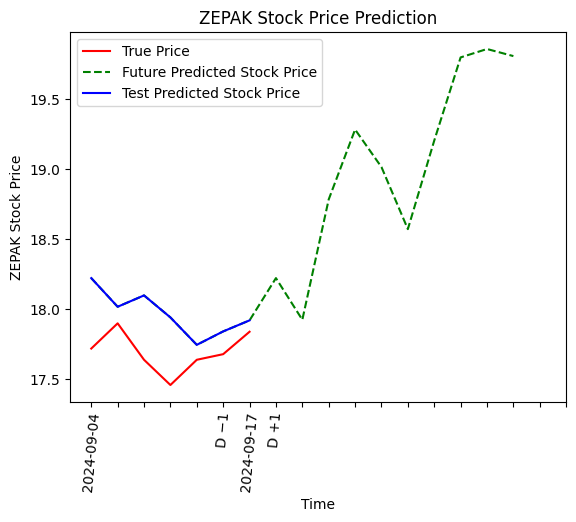 ZEPAK Stock Price Prediction
True Price
Future Predicted Stock Price
Test Predicted Stock Price
ZEPAK Stock Price
19.5
19.0
18.5
18.0
17.5
2024-09-04
D −1
2024-09-17
D +1
Time